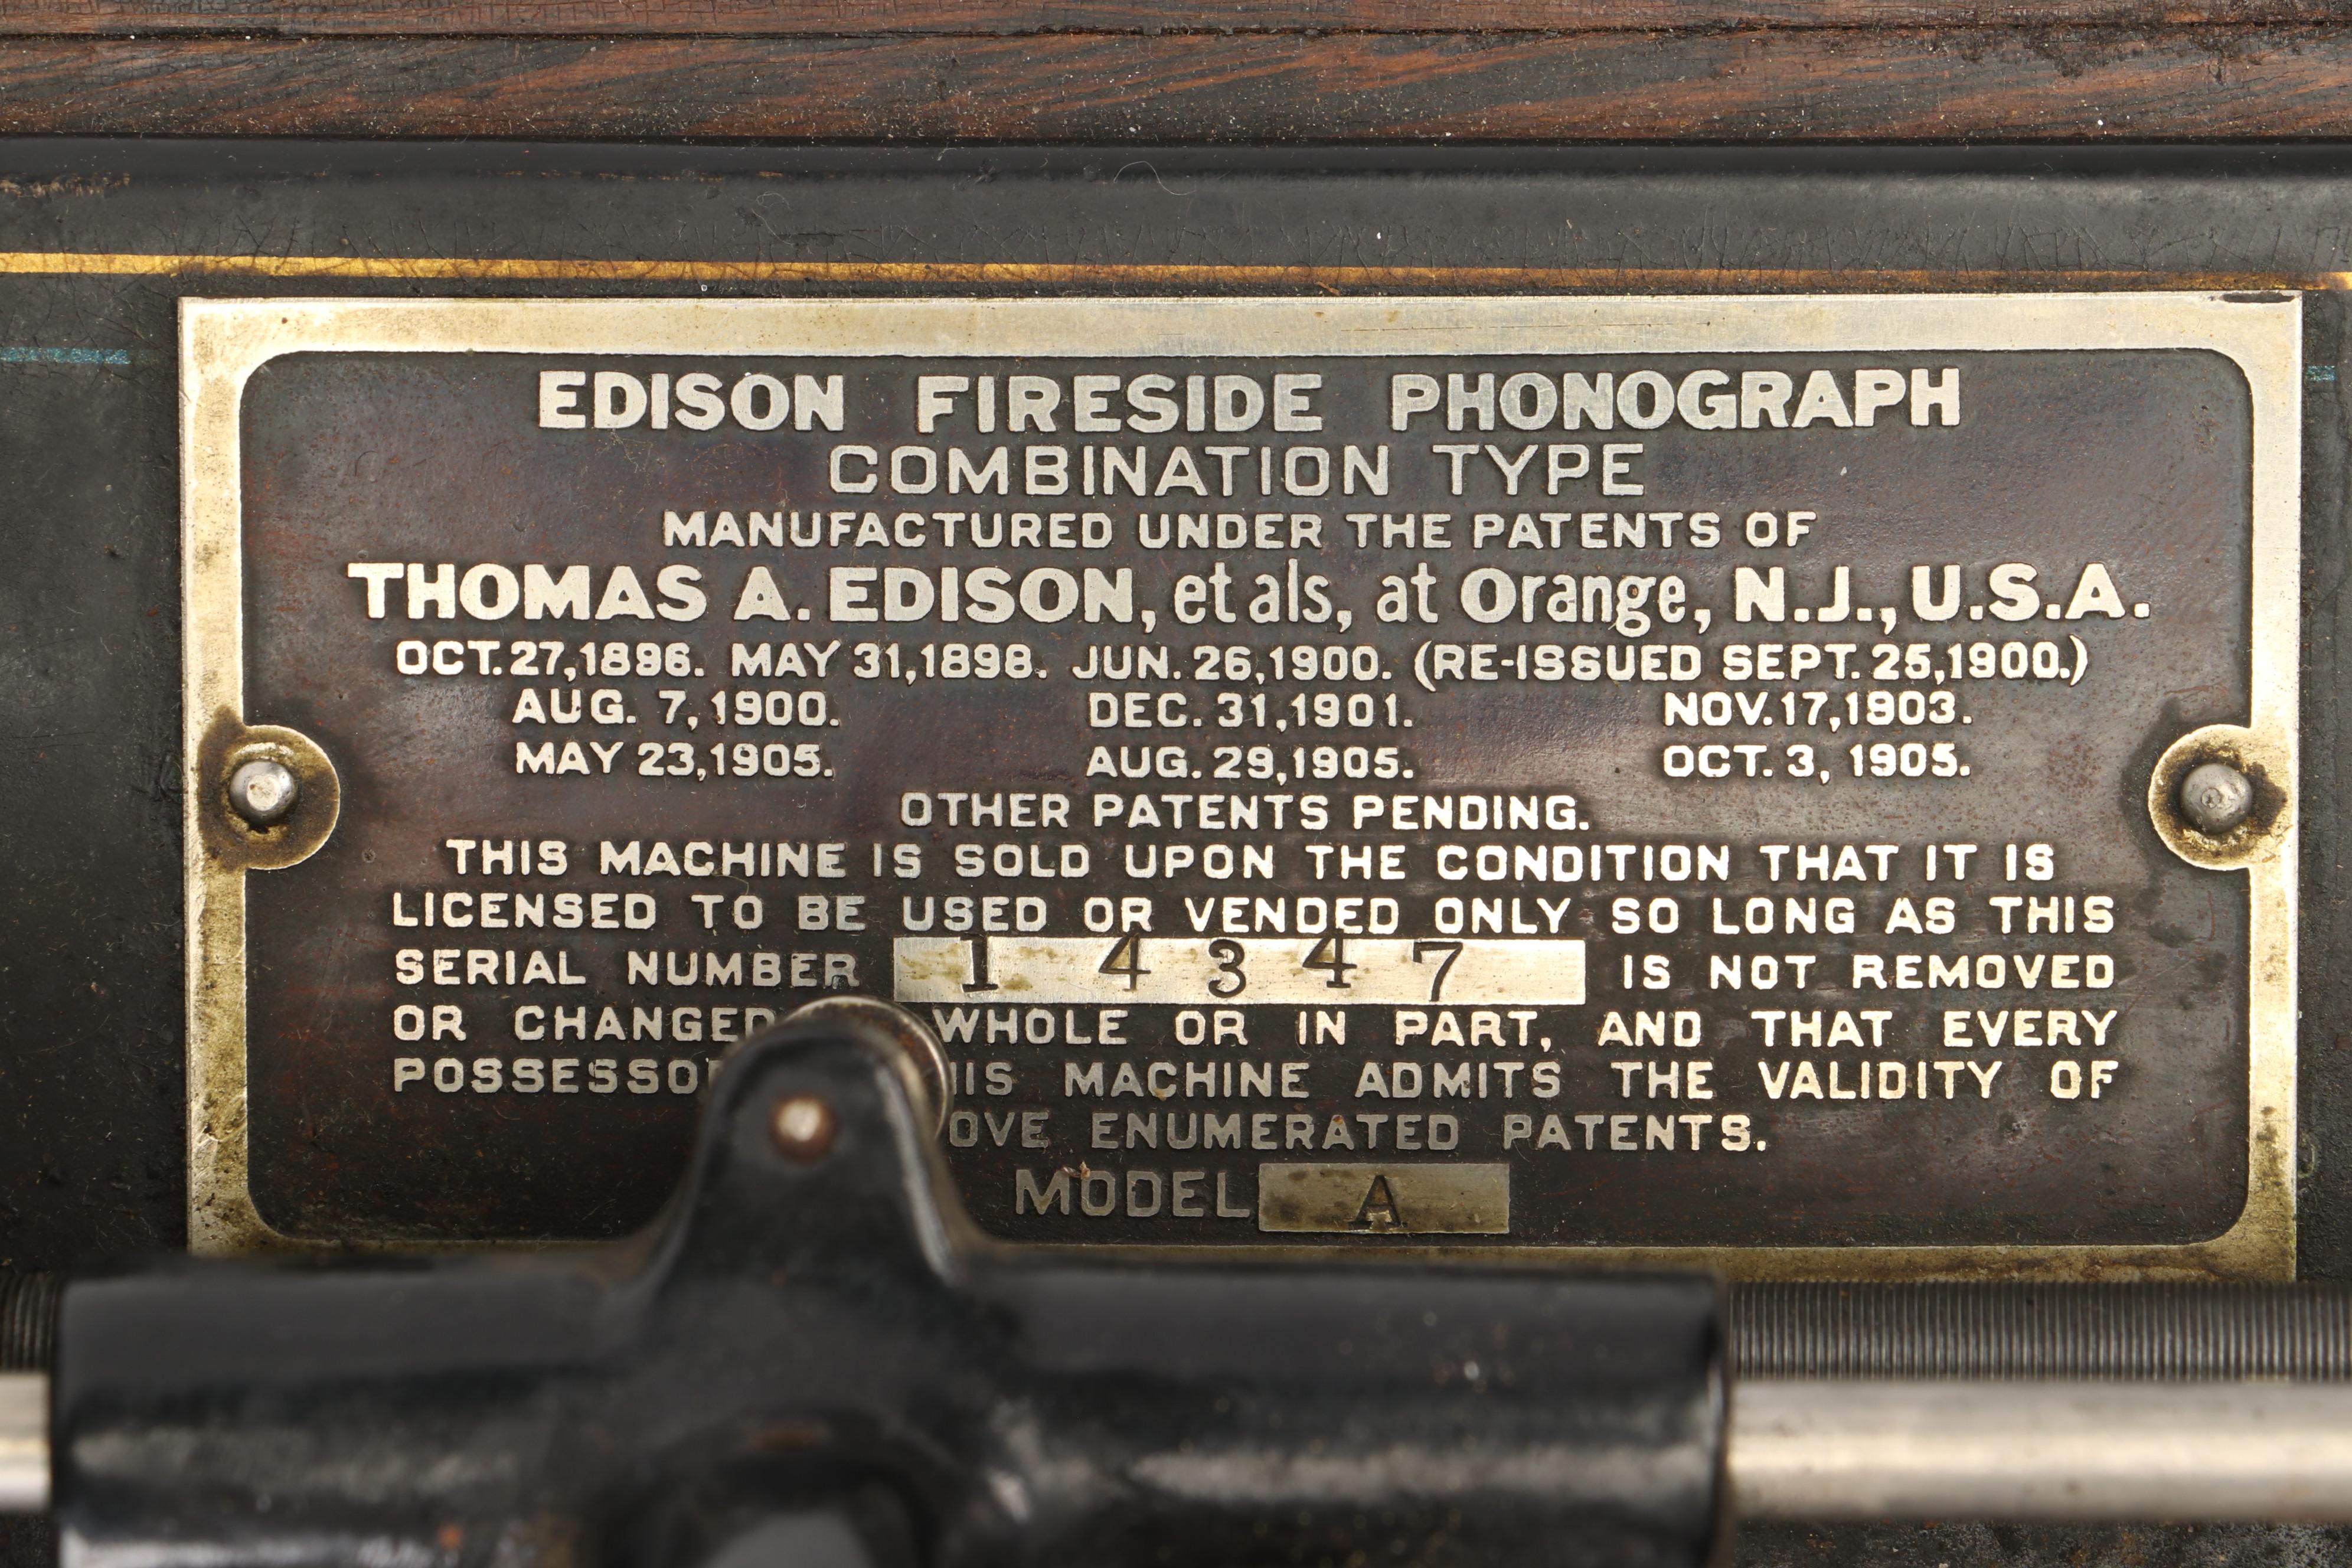 EDISON FIRESIDE PHONOGRAPH
COMBINATION TYPE
MANUFACTURED UNDER THE PATENTS OF
THOMAS A. EDISON, et als, at Orange, N.J., U.S.A.
OCT. 27, 1896. MAY 31, 1898. JUN. 26, 1900. (RE-ISSUED SEPT. 25, 1900.)
AUG. 7, 1900. DEC. 31, 1901. NOV. 17, 1903.
MAY 23, 1905. AUG. 29, 1905. OCT. 3, 1905.
OTHER PATENTS PENDING.
THIS MACHINE IS SOLD UPON THE CONDITION THAT IT IS
LICENSED TO BE USED OR VENDED ONLY SO LONG AS THIS
SERIAL NUMBER 14347 IS NOT REMOVED
OR CHANGED WHOLE OR IN PART, AND THAT EVERY
MACHINE ADMITS THE VALIDITY OF
ENUMERATED PATENTS.
MODEL A